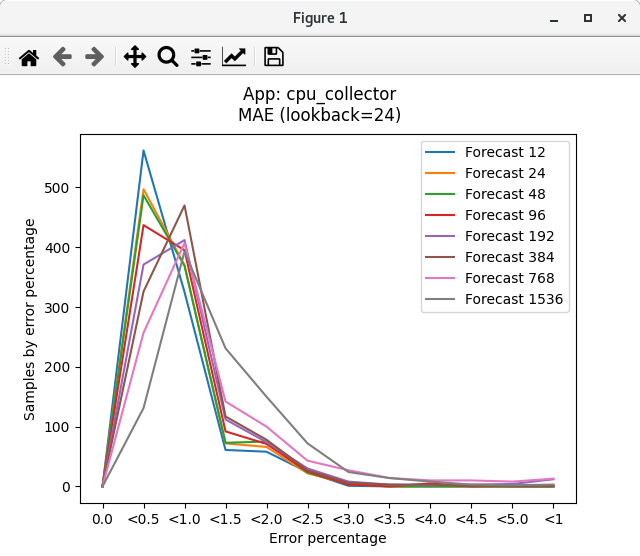 Figure 1
App: cpu_collector
MAE (lookback=24)
Forecast 12
Forecast 24
Forecast 48
Forecast 96
Forecast 192
Forecast 384
Forecast 768
Forecast 1536
Samples by error percentage
500
400
300
200
100
0
0.0 <0.5 <1.0 <1.5 <2.0 <2.5 <3.0 <3.5 <4.0 <4.5 <5.0 <1
Error percentage